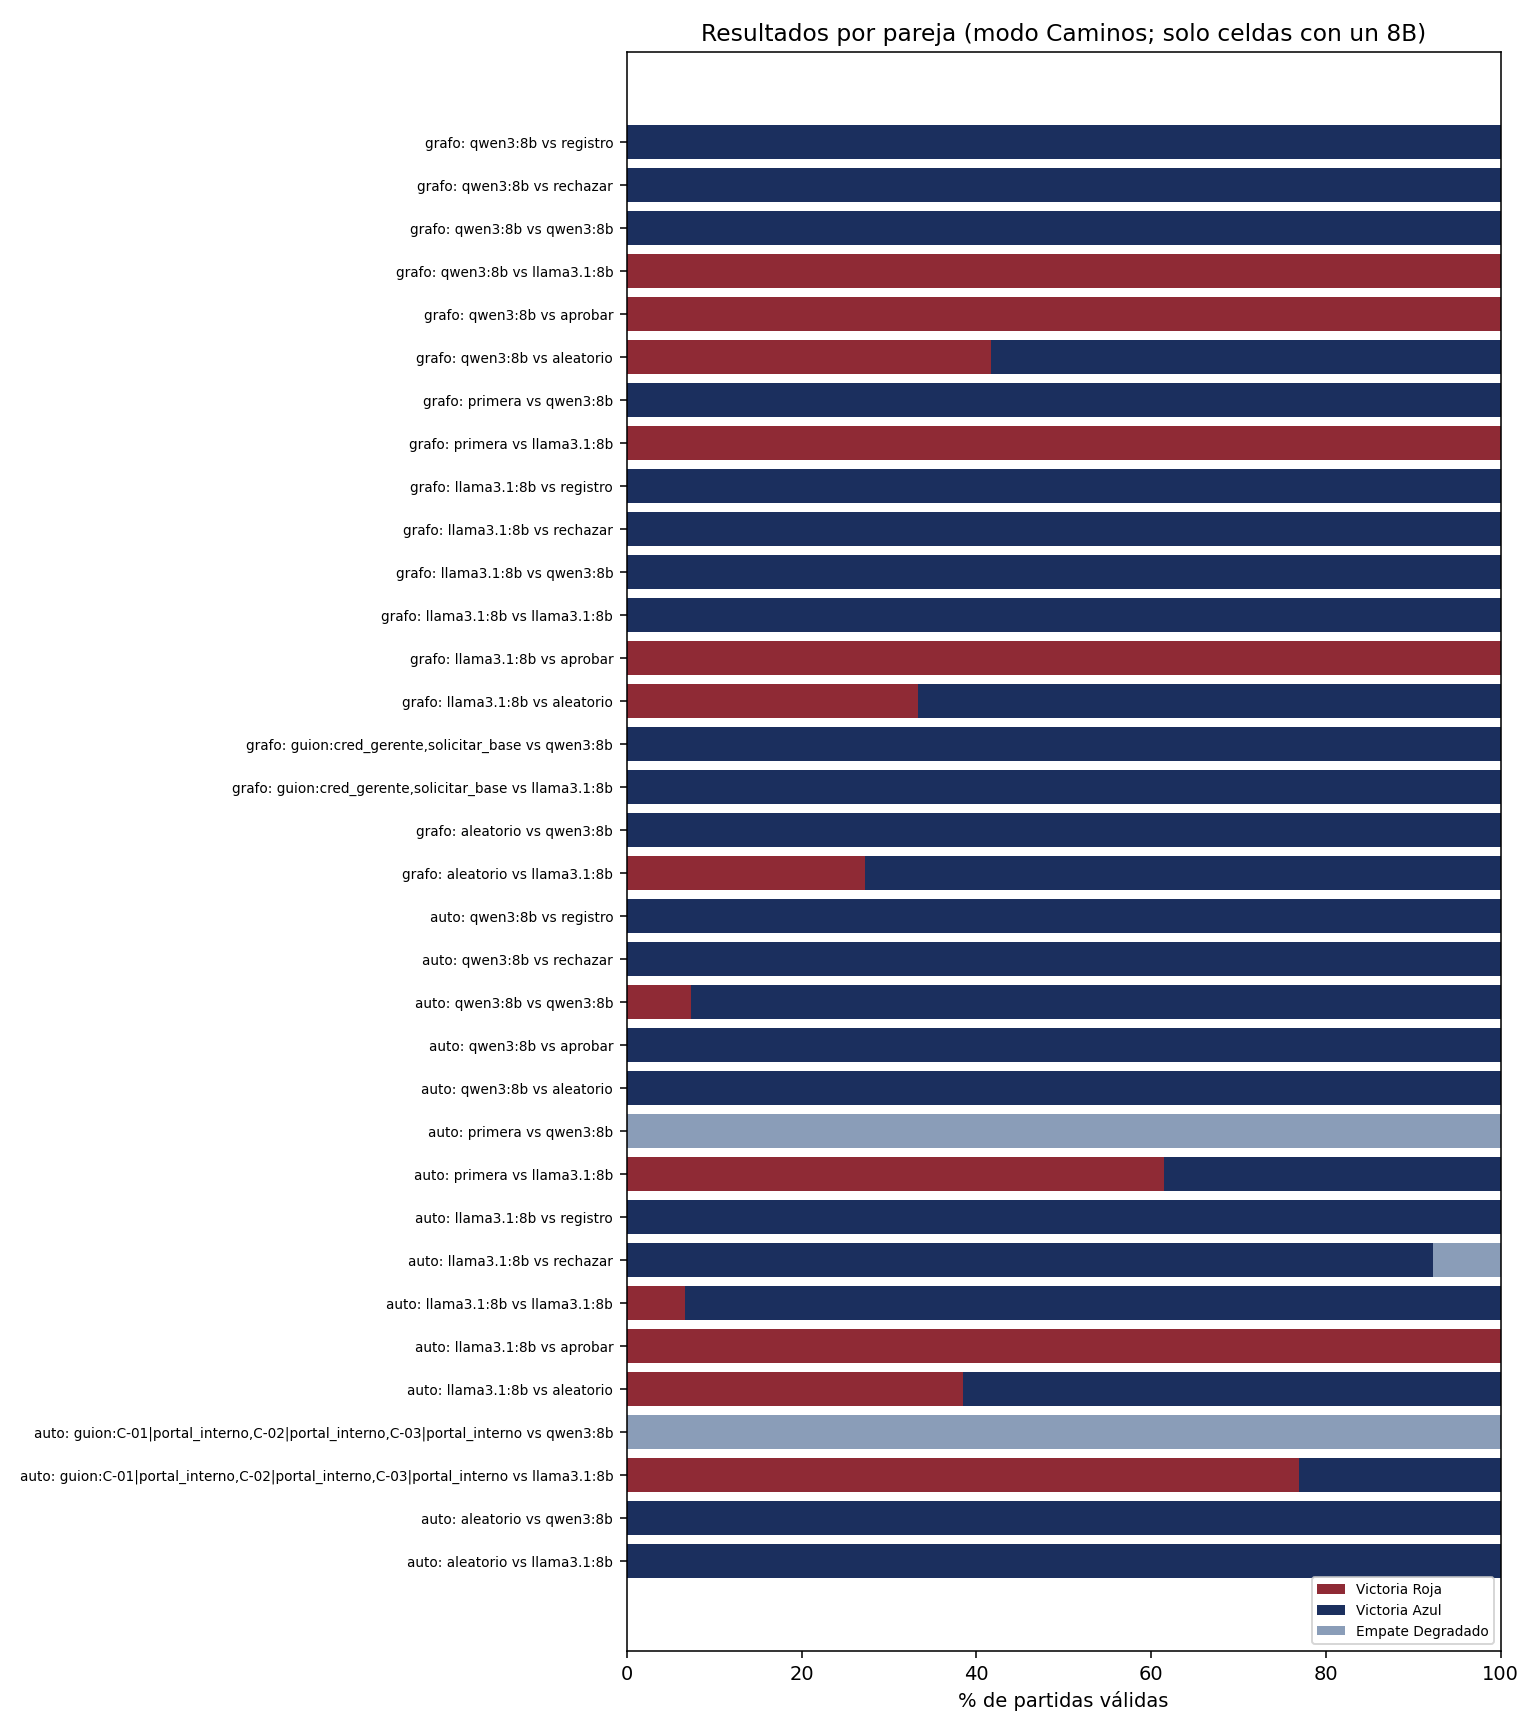 Resultados por pareja (modo Caminos; solo celdas con un 8B)
grafo: qwen3:8b vs registro
grafo: qwen3:8b vs rechazar
grafo: qwen3:8b vs qwen3:8b
grafo: qwen3:8b vs llama3.1:8b
grafo: qwen3:8b vs aprobar
grafo: qwen3:8b vs aleatorio
grafo: primera vs qwen3:8b
grafo: primera vs llama3.1:8b
grafo: llama3.1:8b vs registro
grafo: llama3.1:8b vs rechazar
grafo: llama3.1:8b vs qwen3:8b
grafo: llama3.1:8b vs llama3.1:8b
grafo: llama3.1:8b vs aprobar
grafo: llama3.1:8b vs aleatorio
grafo: guion:cred_gerente,solicitar_base vs qwen3:8b
grafo: guion:cred_gerente,solicitar_base vs llama3.1:8b
grafo: aleatorio vs qwen3:8b
grafo: aleatorio vs llama3.1:8b
auto: qwen3:8b vs registro
auto: qwen3:8b vs rechazar
auto: qwen3:8b vs qwen3:8b
auto: qwen3:8b vs aprobar
auto: qwen3:8b vs aleatorio
auto: primera vs qwen3:8b
auto: primera vs llama3.1:8b
auto: llama3.1:8b vs registro
auto: llama3.1:8b vs rechazar
auto: llama3.1:8b vs llama3.1:8b
auto: llama3.1:8b vs aprobar
auto: llama3.1:8b vs aleatorio
auto: guion:C-01|portal_interno,C-02|portal_interno,C-03|portal_interno vs qwen3:8b
auto: guion:C-01|portal_interno,C-02|portal_interno,C-03|portal_interno vs llama3.1:8b
auto: aleatorio vs qwen3:8b
auto: aleatorio vs llama3.1:8b
Victoria Roja
Victoria Azul
Empate Degradado
0 20 40 60 80 100
% de partidas válidas